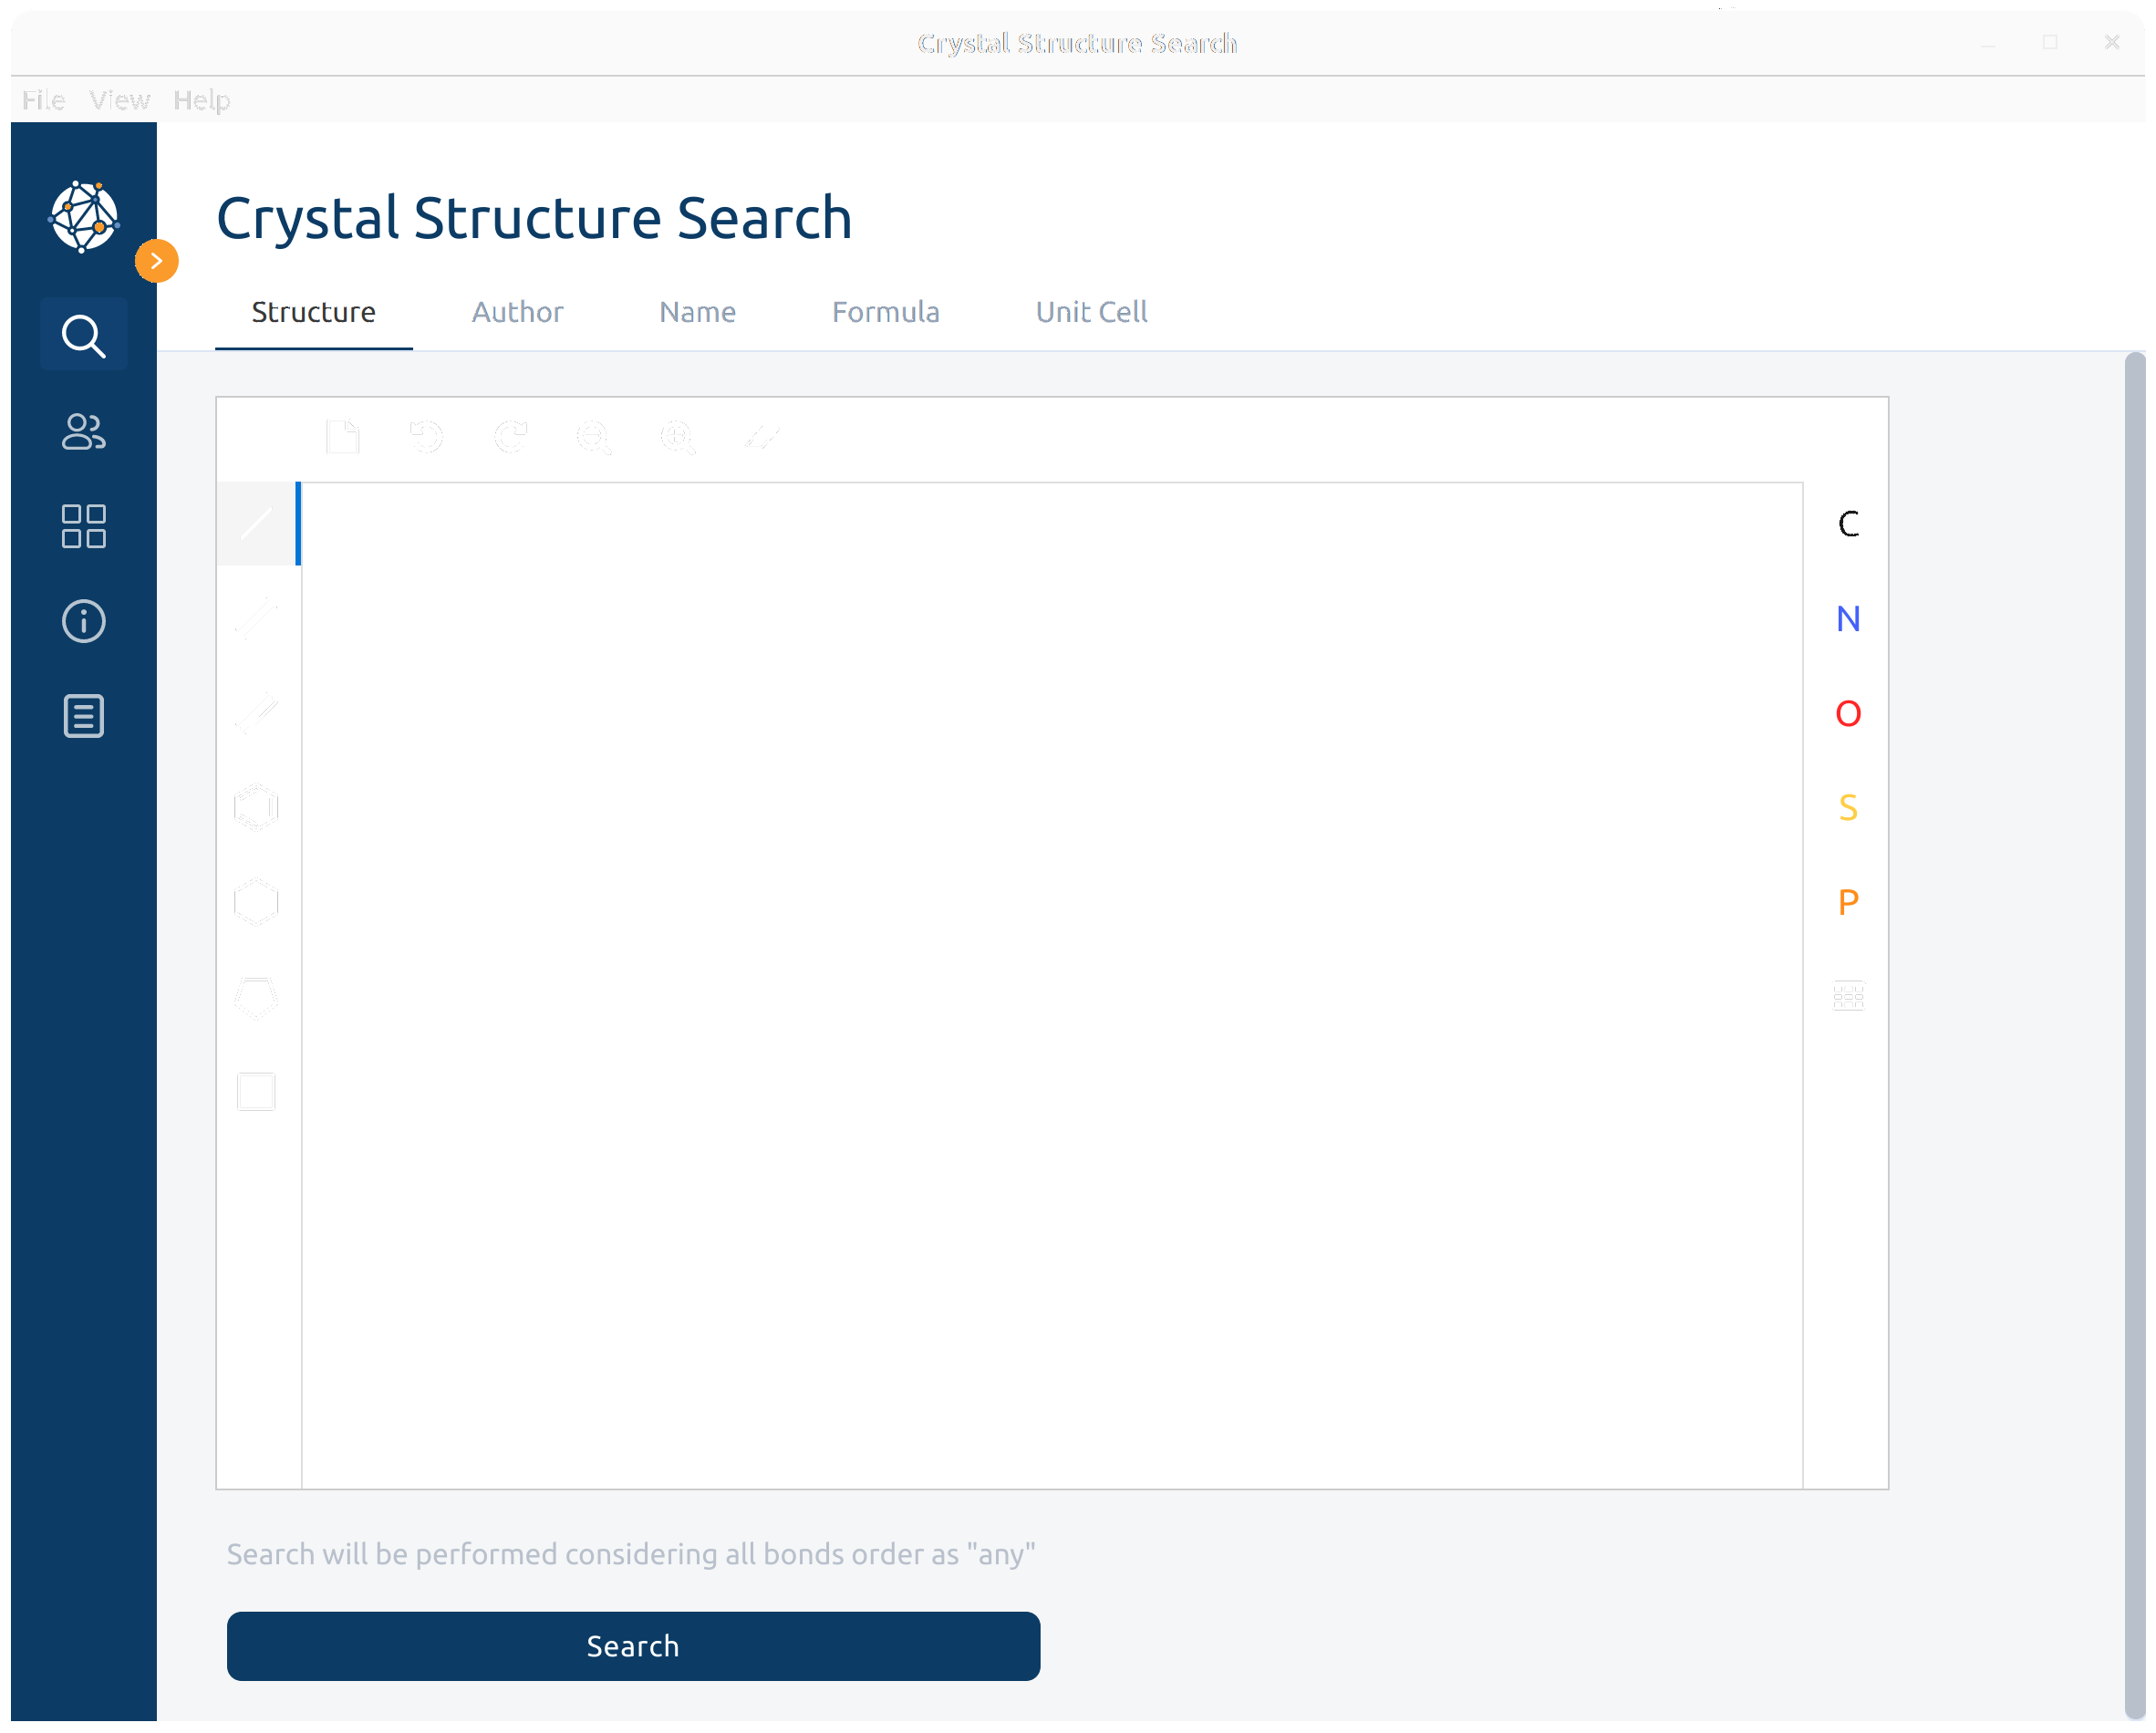 Crystal Structure Search
File View Help
Crystal Structure Search
Structure Author Name Formula Unit Cell
C
N
O
S
P
Search will be performed considering all bonds order as "any"
Search